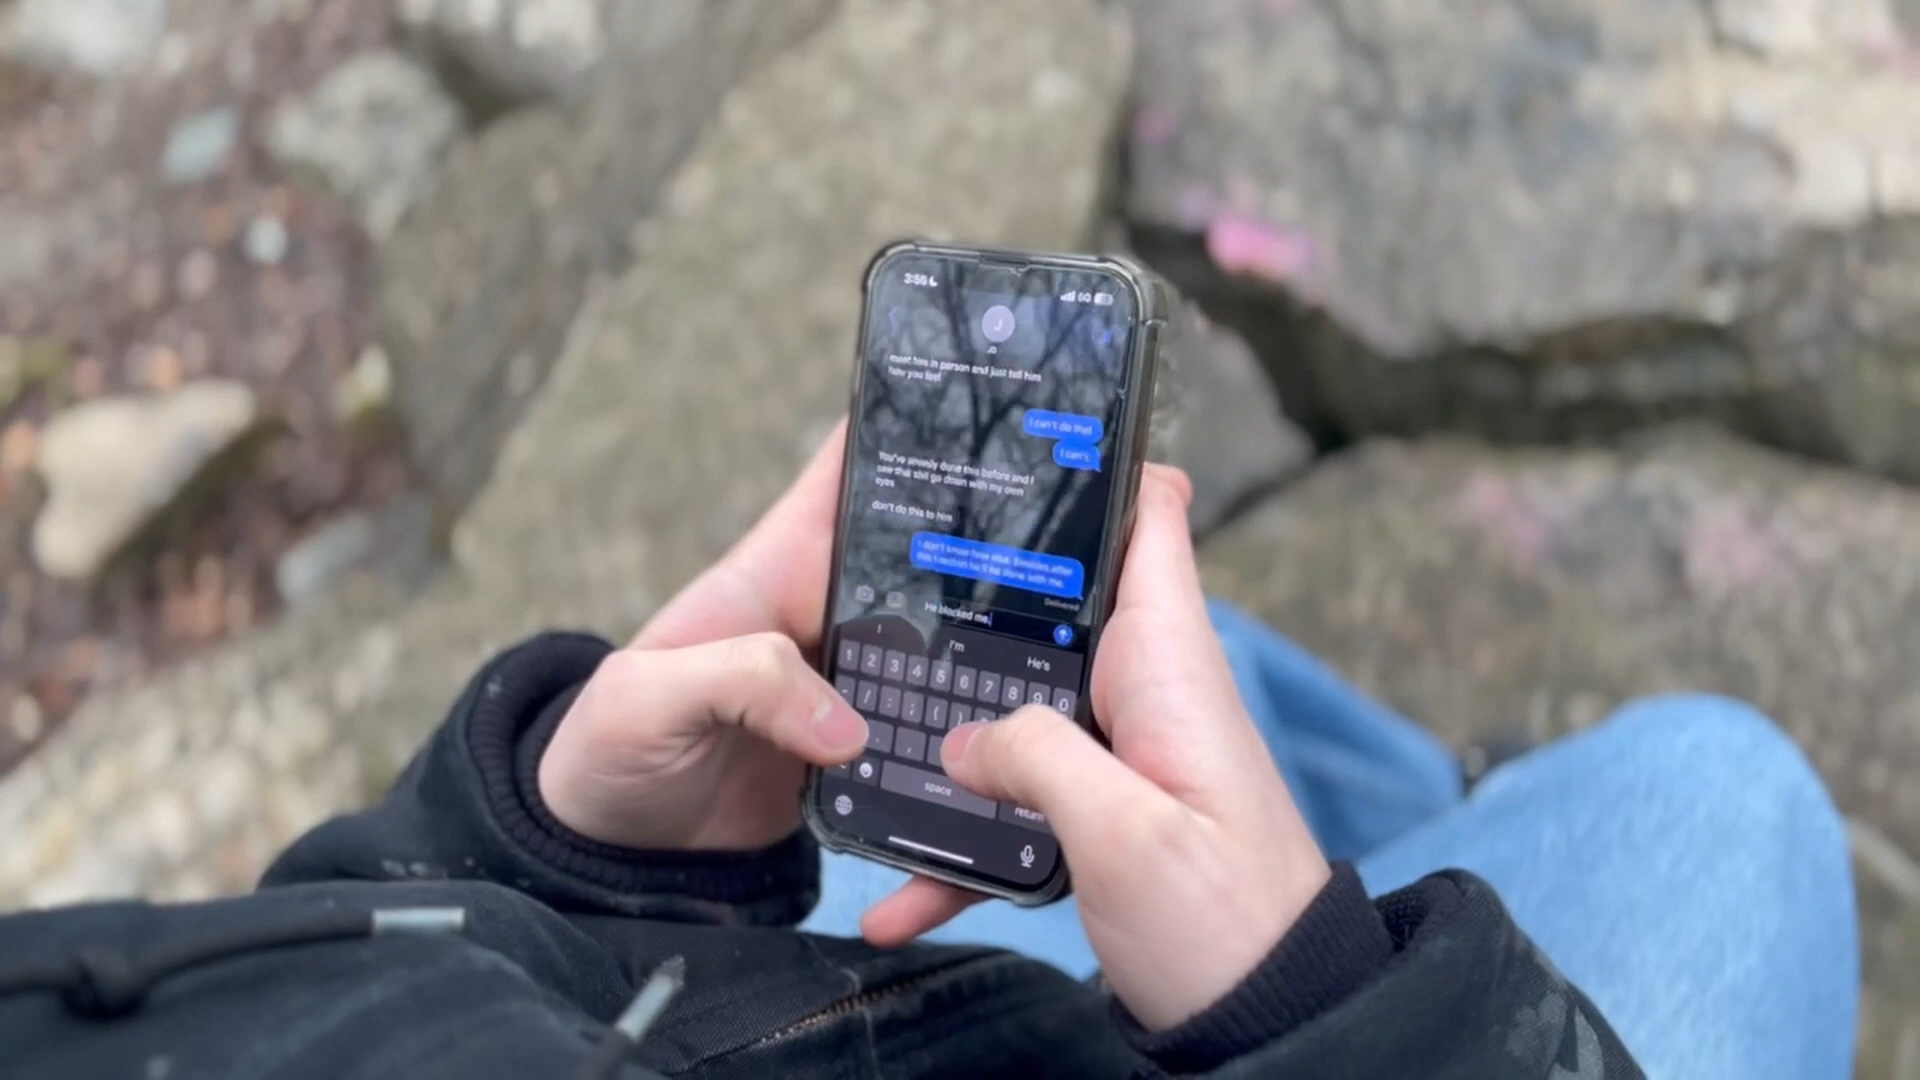 3:56
5G
J
meet him in person and just tell him
how you feel
I can't do that
I can't.
You've already done this before and I
saw that shit go down with my own
eyes
don't do this to him
I don't know how else. Besides after
this he'll be done with me.
Delivered
He blocked me.
I
I'm
He's
1 2 3 4 5 6 7 8 9 0
- / : ; ( )
. ,
space
return